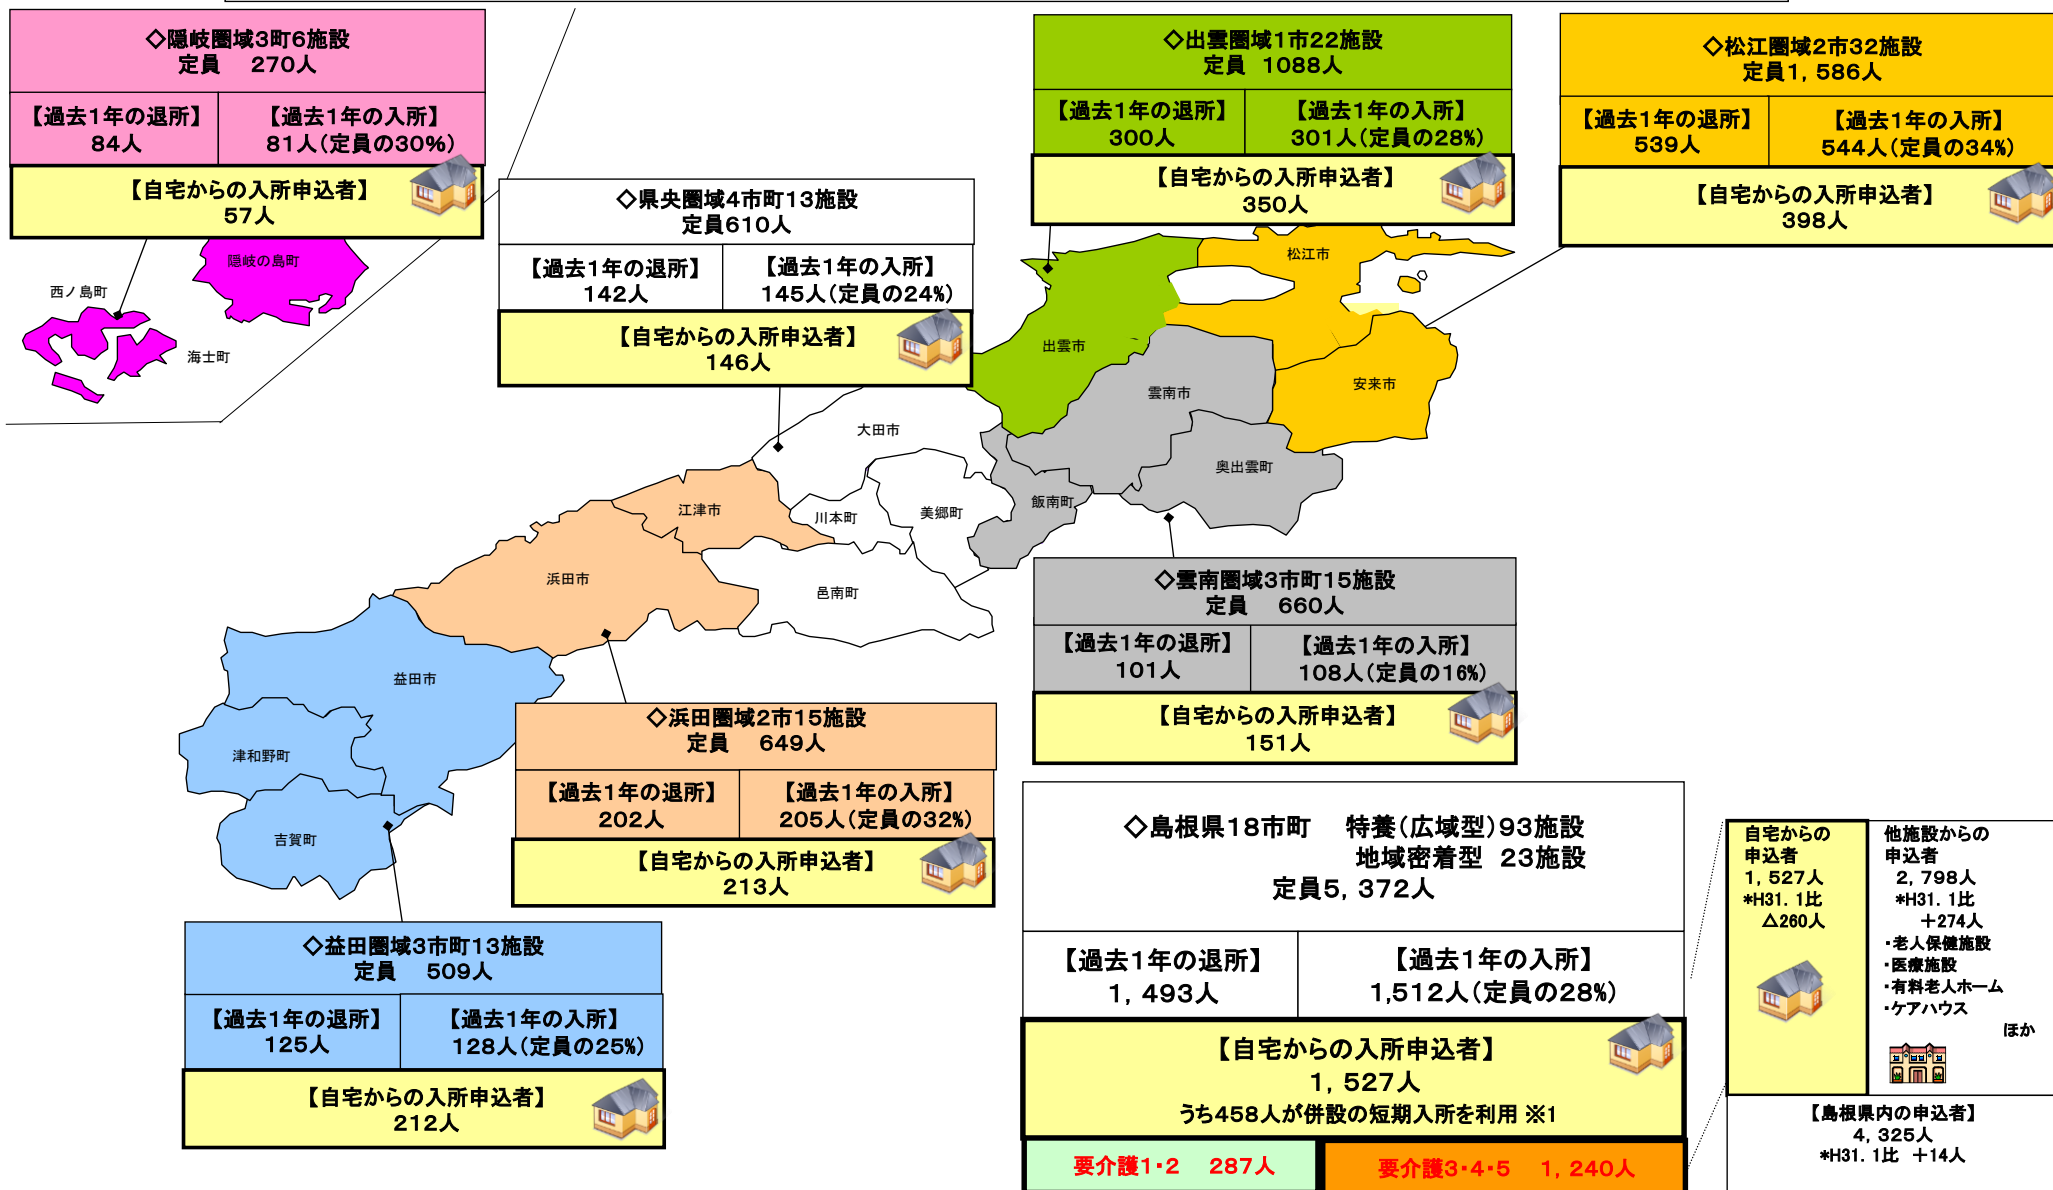 ◇隠岐圏域3町6施設
定員　270人
【過去1年の退所】
84人
【過去1年の入所】
81人(定員の30%)
【自宅からの入所申込者】
57人
◇県央圏域4市町13施設
定員610人
【過去1年の退所】
142人
【過去1年の入所】
145人(定員の24%)
【自宅からの入所申込者】
146人
◇出雲圏域1市22施設
定員 1088人
【過去1年の退所】
300人
【過去1年の入所】
301人(定員の28%)
【自宅からの入所申込者】
350人
◇松江圏域2市32施設
定員1,586人
【過去1年の退所】
539人
【過去1年の入所】
544人(定員の34%)
【自宅からの入所申込者】
398人
隠岐の島町
西ノ島町
海士町
松江市
出雲市
安来市
雲南市
奥出雲町
飯南町
大田市
美郷町
川本町
江津市
邑南町
浜田市
益田市
津和野町
吉賀町
◇雲南圏域3市町15施設
定員　660人
【過去1年の退所】
101人
【過去1年の入所】
108人(定員の16%)
【自宅からの入所申込者】
151人
◇浜田圏域2市15施設
定員　649人
【過去1年の退所】
202人
【過去1年の入所】
205人(定員の32%)
【自宅からの入所申込者】
213人
◇益田圏域3市町13施設
定員　509人
【過去1年の退所】
125人
【過去1年の入所】
128人(定員の25%)
【自宅からの入所申込者】
212人
◇島根県18市町　特養(広域型)93施設
地域密着型 23施設
定員5,372人
【過去1年の退所】
1,493人
【過去1年の入所】
1,512人(定員の28%)
【自宅からの入所申込者】
1,527人
うち458人が併設の短期入所を利用 ※1
要介護1・2　287人
要介護3・4・5　1,240人
自宅からの
申込者
1,527人
*H31.1比
△260人
他施設からの
申込者
2,798人
*H31.1比
+274人
・老人保健施設
・医療施設
・有料老人ホーム
・ケアハウス
ほか
【島根県内の申込者】
4,325人
*H31.1比 +14人